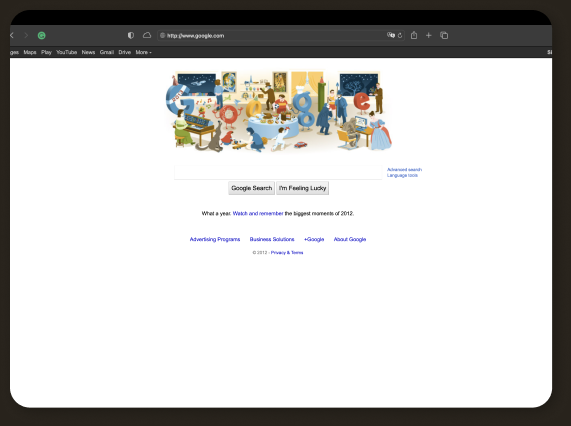 http://www.google.com
Maps Play YouTube News Gmail Drive More
Google
Advanced search
Language tools
Google Search I'm Feeling Lucky
What a year. Watch and remember the biggest moments of 2012.
Advertising Programs Business Solutions +Google About Google
© 2012 - Privacy & Terms